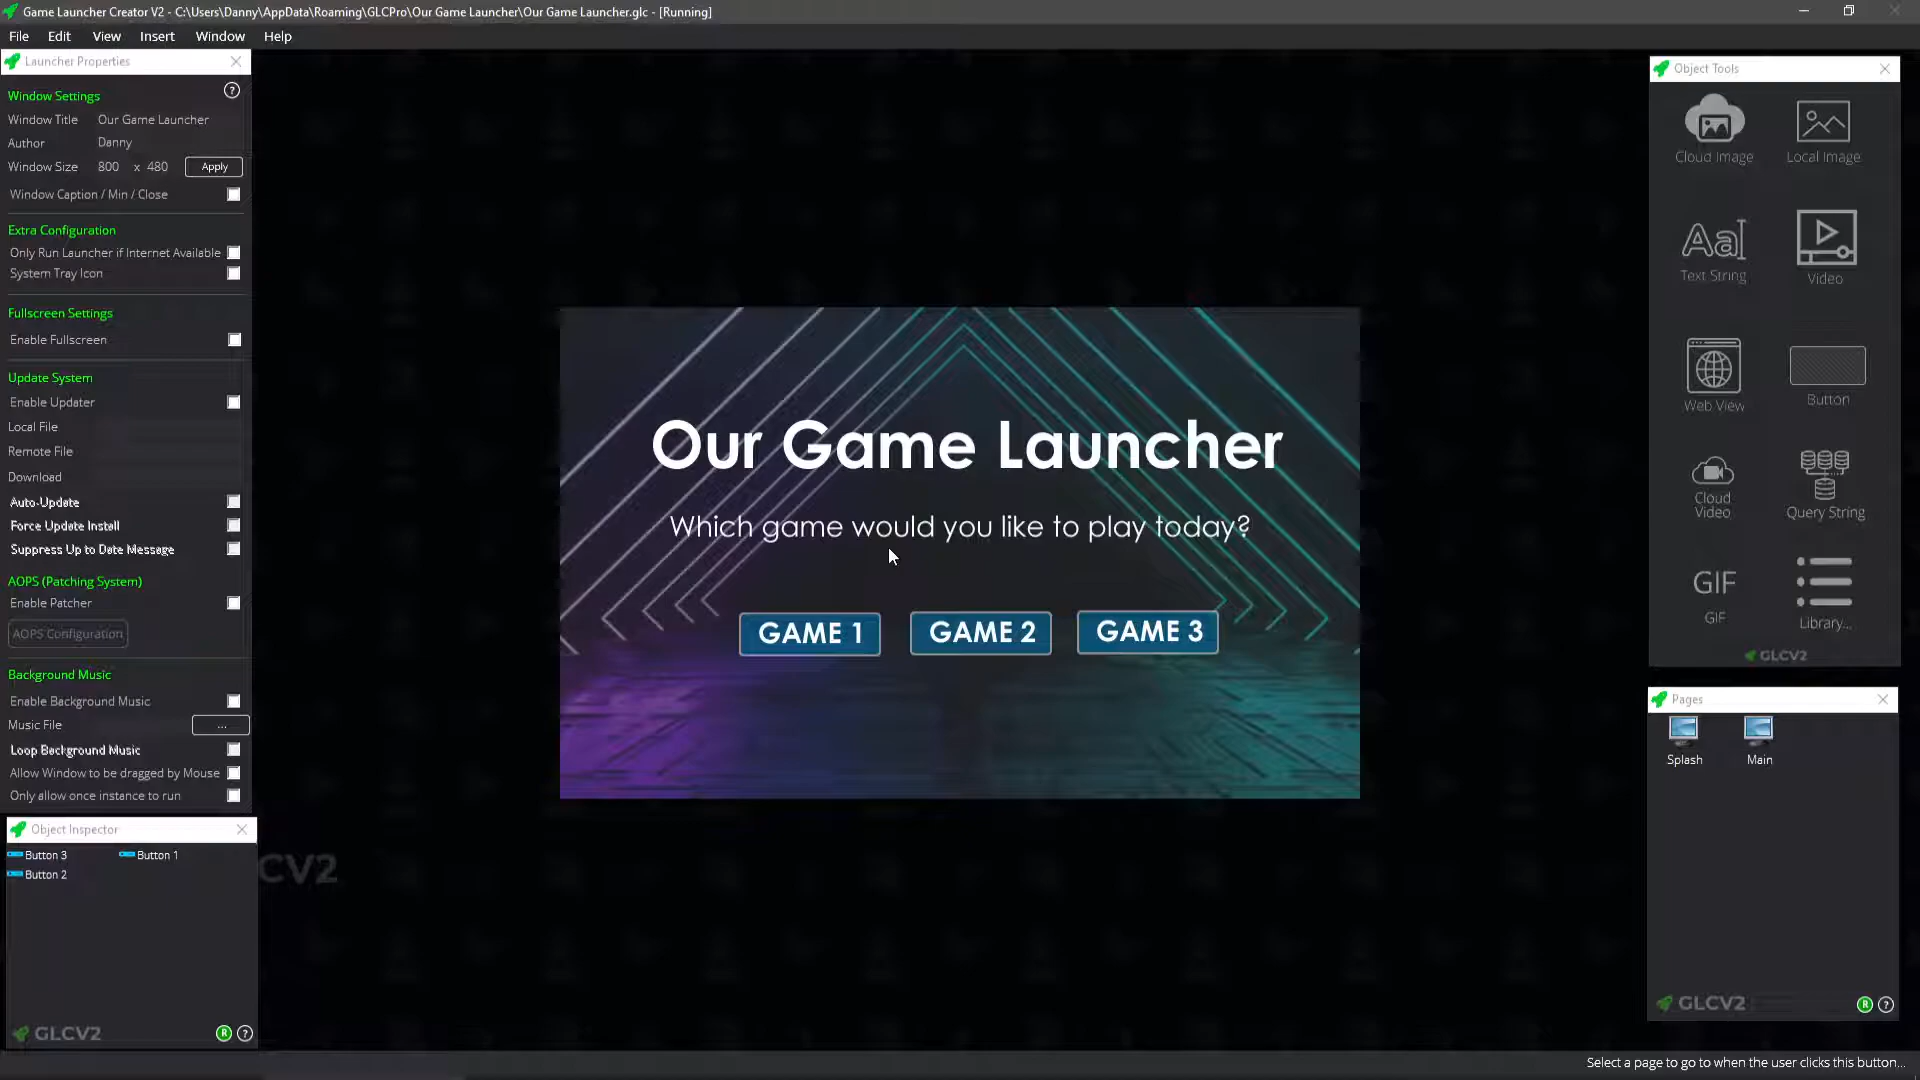 Game Launcher Creator V2 - C:\Users\Danny\AppData\Roaming\GLCPro\Our Game Launcher\Our Game Launcher.glc - [Running]
File Edit View Insert Window Help
Launcher Properties
Window Settings
?
Window Title Our Game Launcher
Author Danny
Window Size 800 x 480 Apply
Window Caption / Min / Close
Extra Configuration
Only Run Launcher if Internet Available
System Tray Icon
Fullscreen Settings
Enable Fullscreen
Update System
Enable Updater
Local File
Remote File
Download
Auto-Update
Force Update Install
Suppress Up to Date Message
AOPS (Patching System)
Enable Patcher
AOPS Configuration
Background Music
Enable Background Music
Music File ...
Loop Background Music
Allow Window to be dragged by Mouse
Only allow once instance to run
Object Inspector
Button 3 Button 1
Button 2
GLCV2 R ?
CV2
Our Game Launcher
Which game would you like to play today?
GAME 1 GAME 2 GAME 3
Object Tools
Cloud Image Local Image
Aa
Text String Video
Web View Button
Cloud
Video
Query String
GIF
GIF Library...
GLCV2
Pages
Splash Main
GLCV2 R ?
Select a page to go to when the user clicks this button...